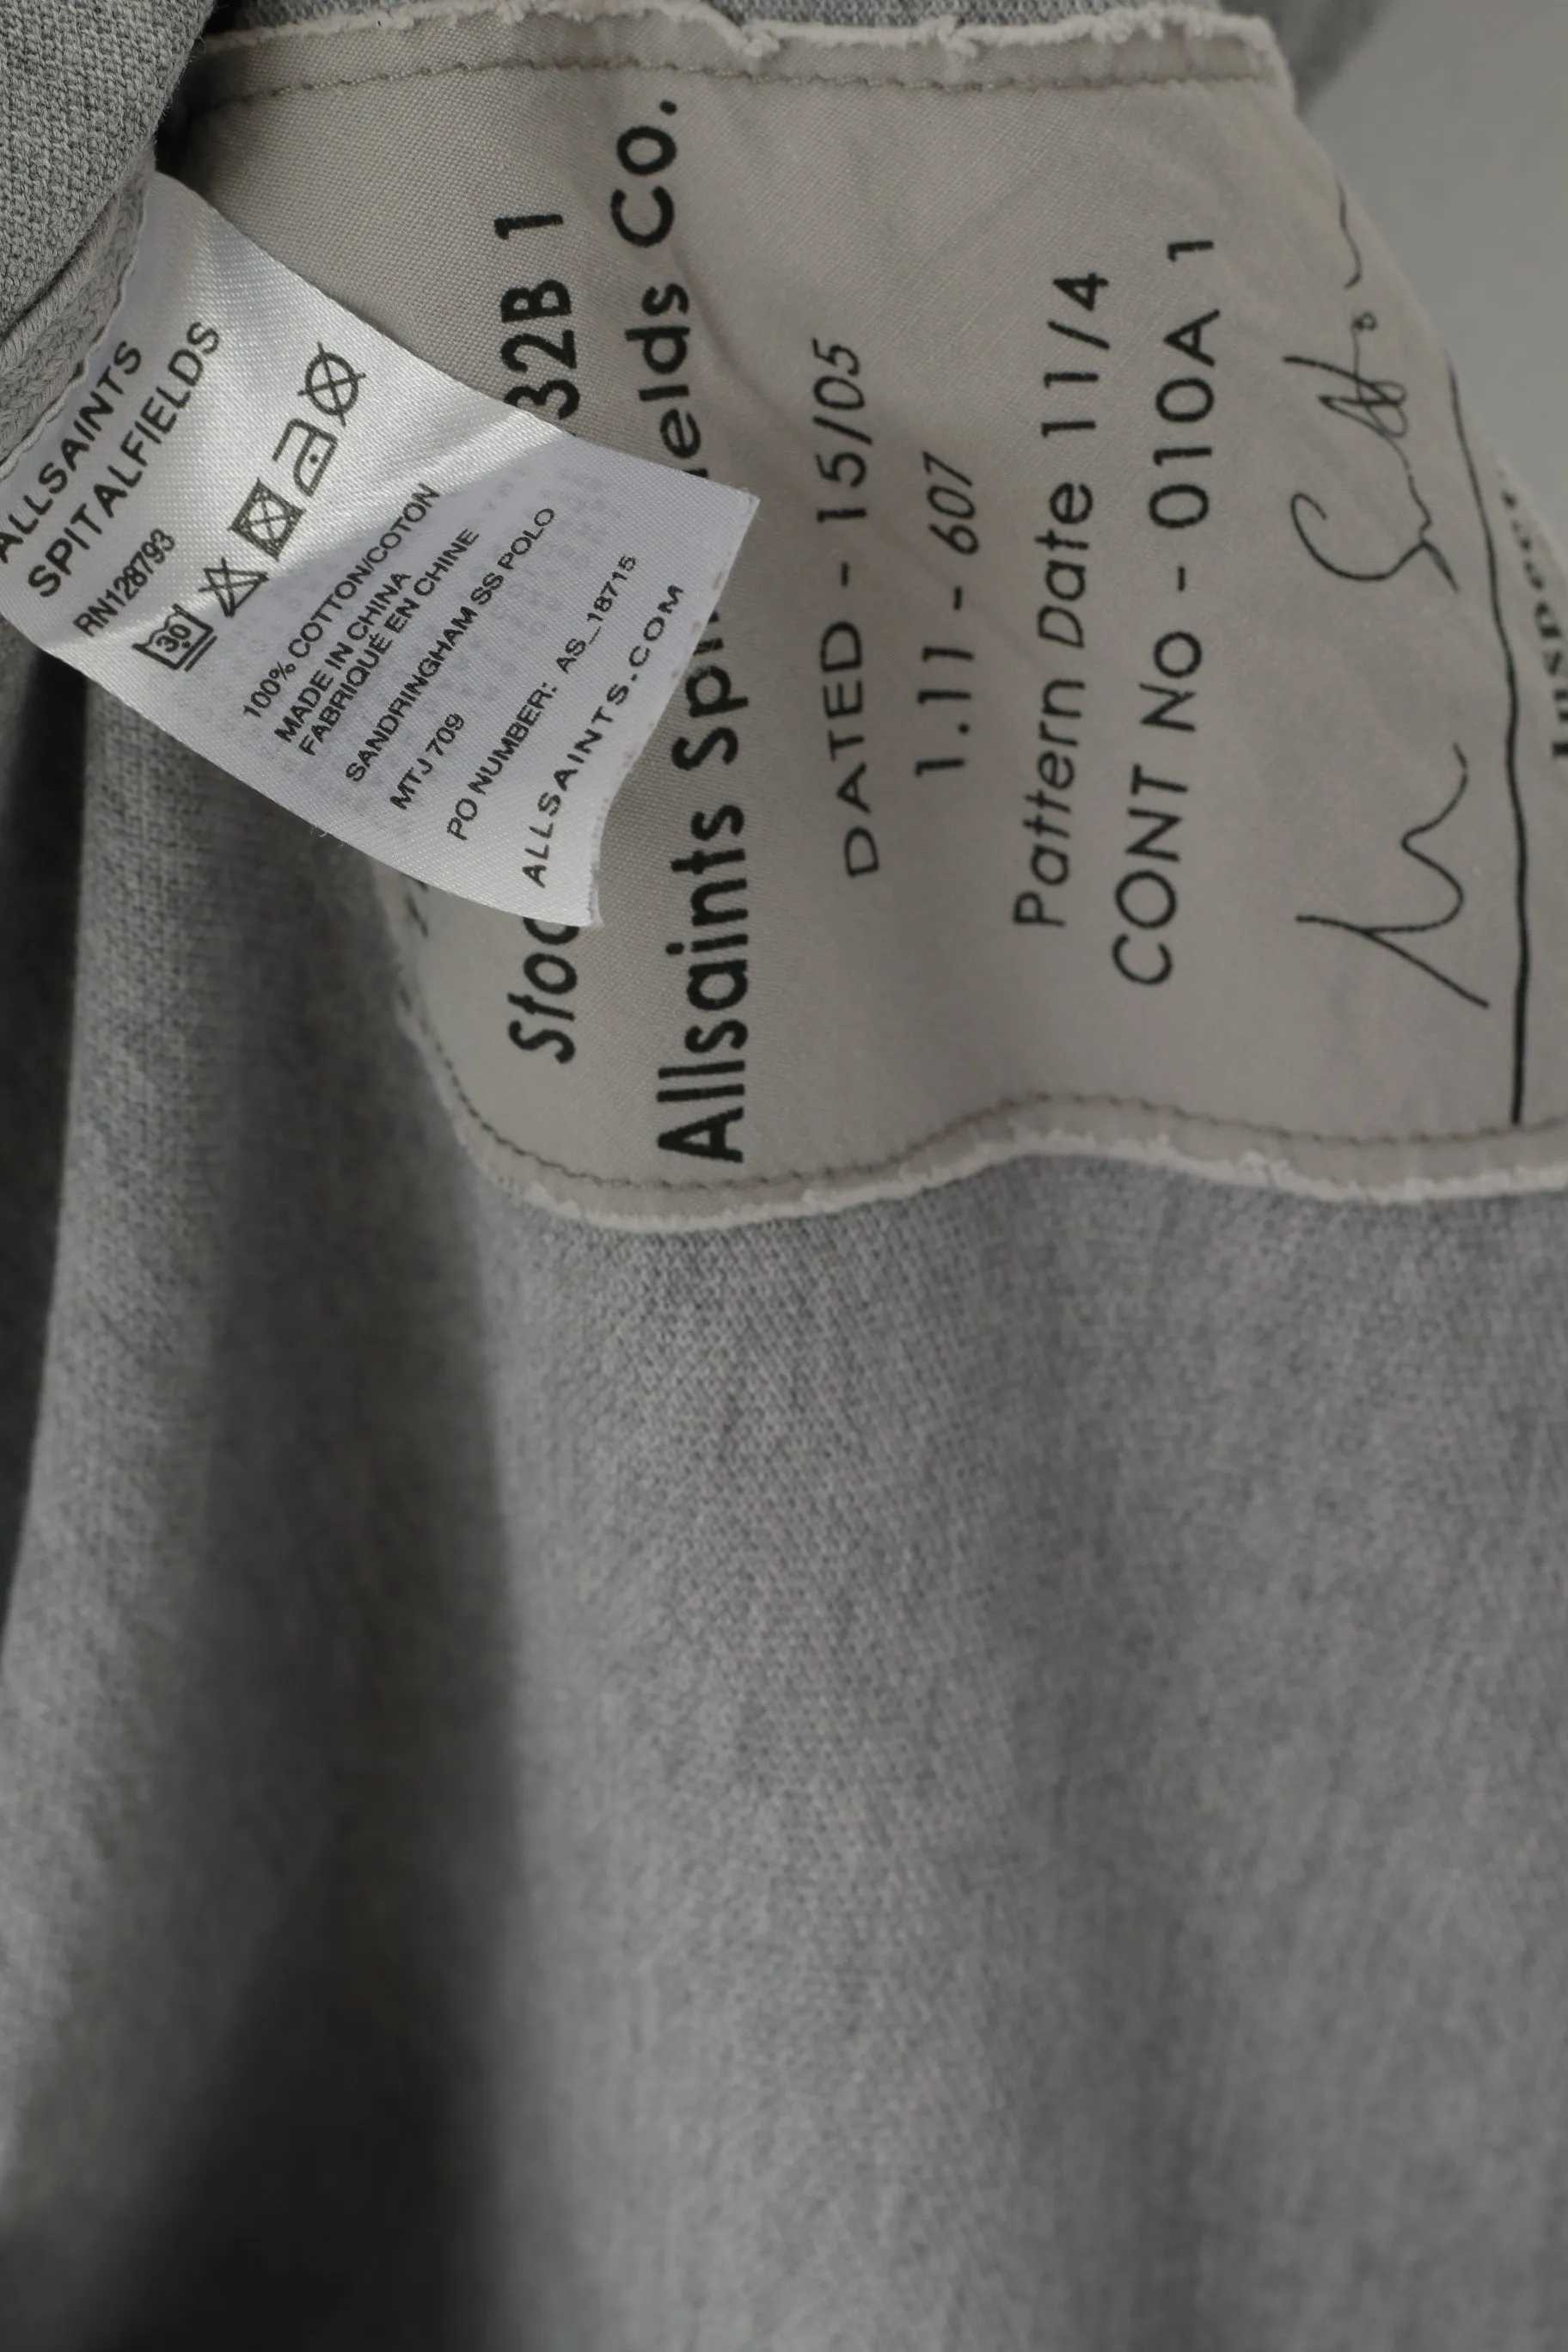 ALLSAINTS
SPITALFIELDS
RN128793
30
100% COTTON/COTON
MADE IN CHINA
FABRIQUÉ EN CHINE
SANDRINGHAM SS POLO
MTJ 709
PO NUMBER: AS_18715
ALLSAINTS.COM
32B 1
Allsaints Spi elds Co.
DATED - 15/05
1.11 - 607
Pattern Date 11/4
CONT No - 010A 1